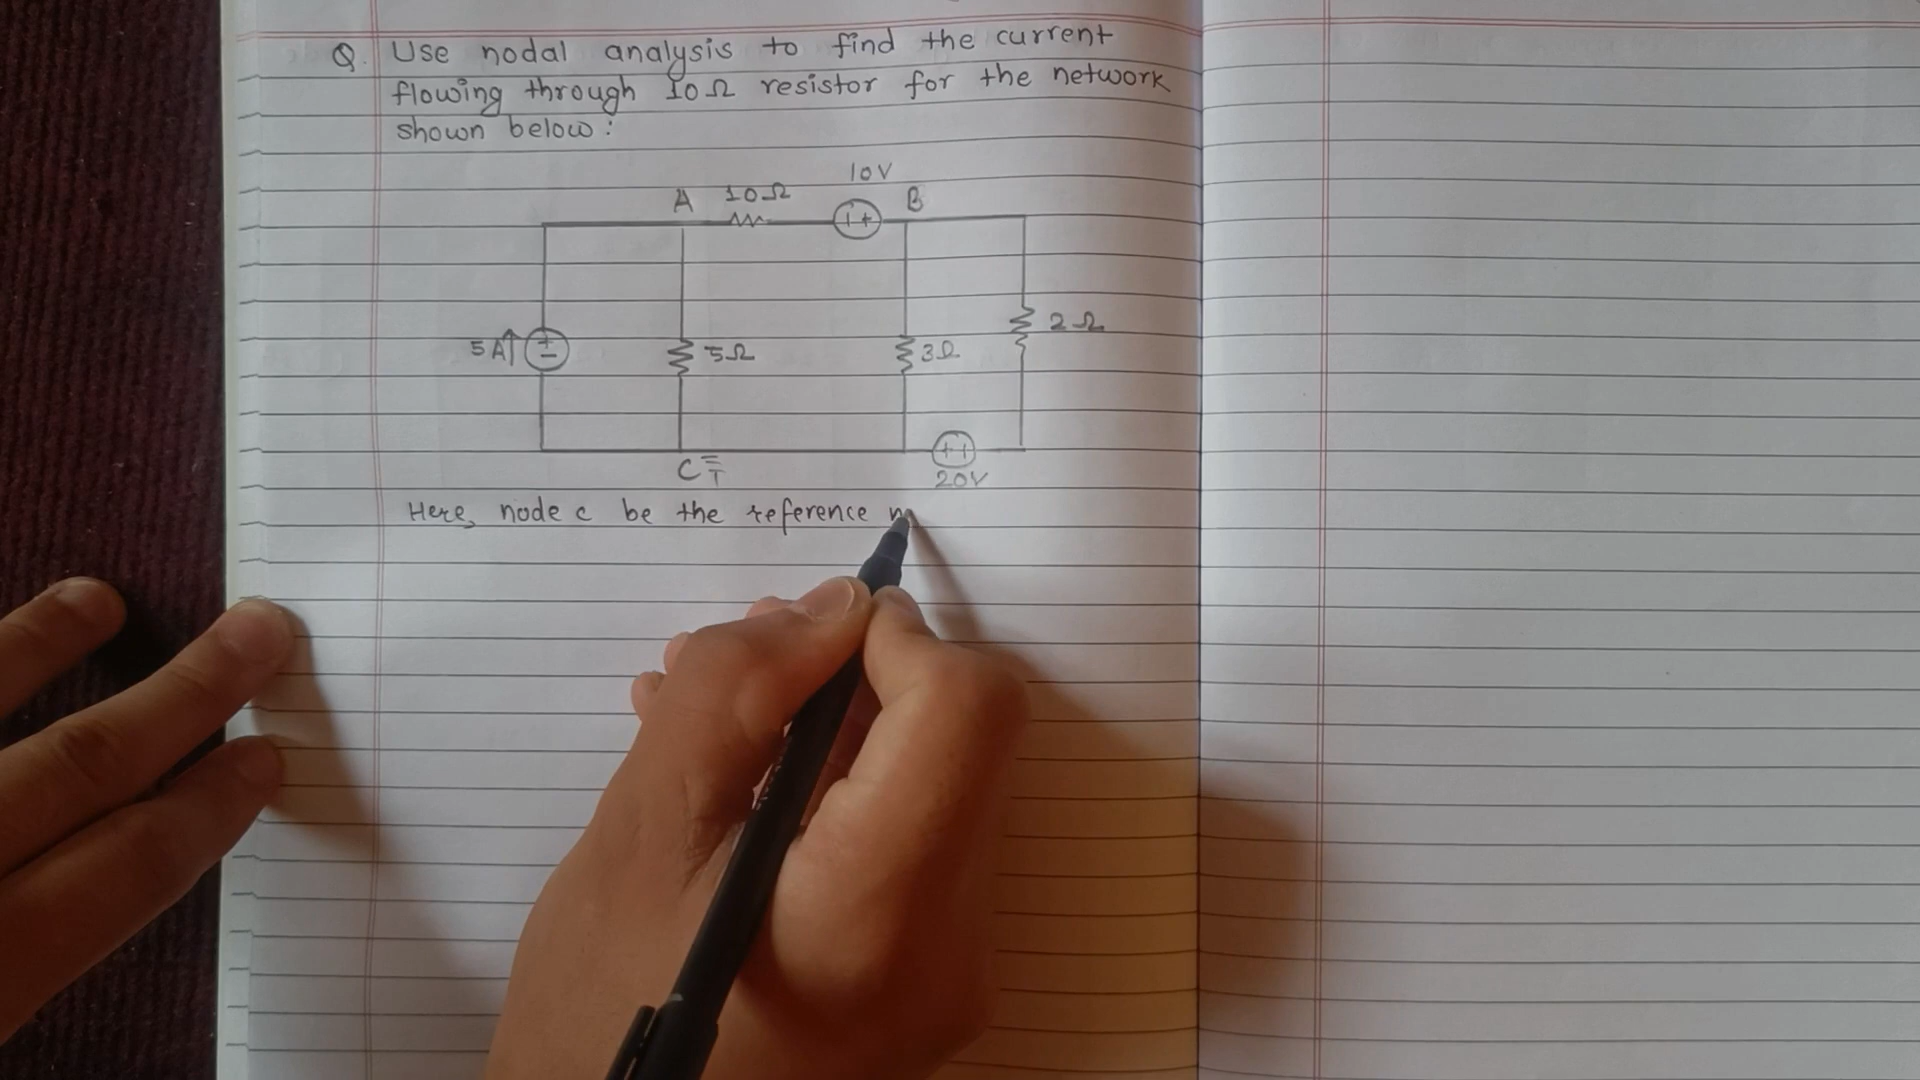 Q. Use nodal analysis to find the current
flowing through 10Ω resistor for the network
shown below:
10V
A 10Ω B
2Ω
5A 5Ω 3Ω
C
20V
Here, node c be the reference n